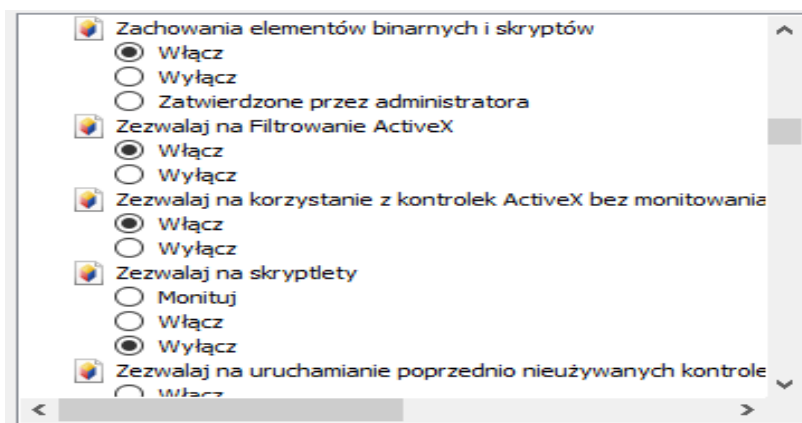 Zachowania elementów binarnych i skryptów
Włącz
Wyłącz
Zatwierdzone przez administratora
Zezwalaj na Filtrowanie ActiveX
Włącz
Wyłącz
Zezwalaj na korzystanie z kontrolek ActiveX bez monitowania
Włącz
Wyłącz
Zezwalaj na skryptlety
Monituj
Włącz
Wyłącz
Zezwalaj na uruchamianie poprzednio nieużywanych kontrole
Włącz